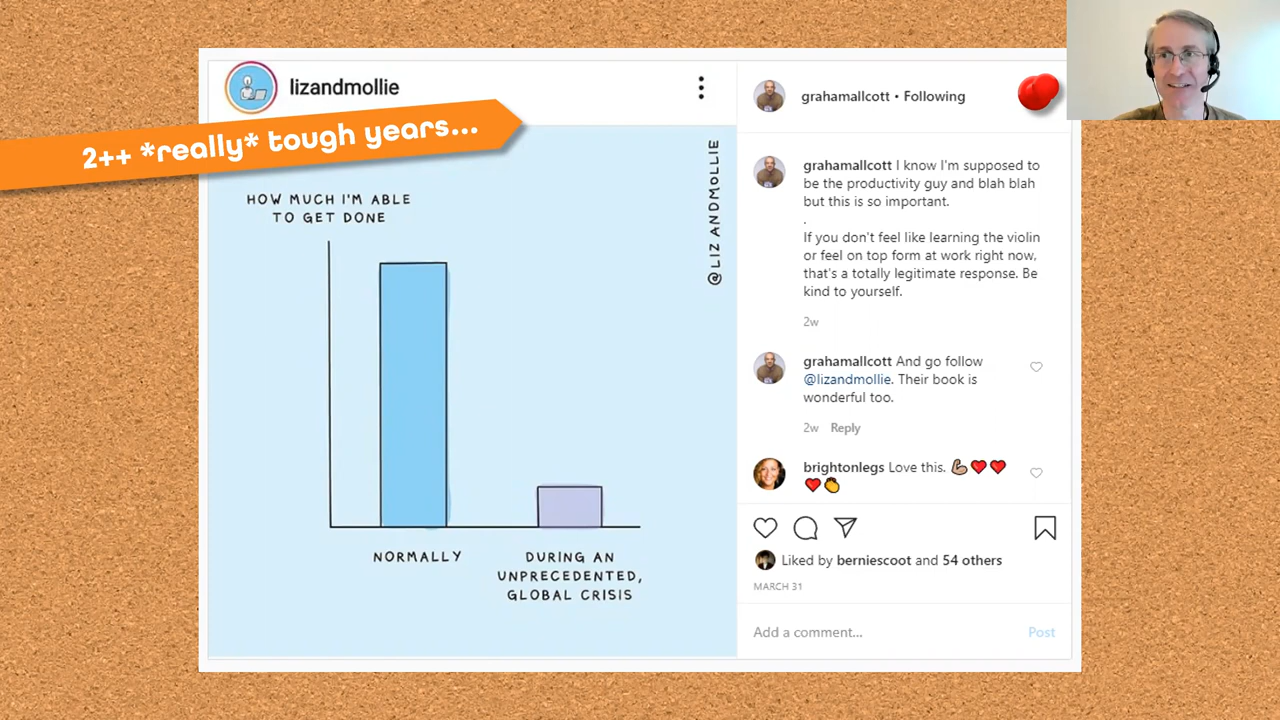 lizandmollie
2++ *really* tough years...
HOW MUCH I'M ABLE
TO GET DONE
@LIZANDMOLLIE
NORMALLY
DURING AN
UNPRECEDENTED,
GLOBAL CRISIS
grahamallcott • Following
grahamallcott I know I'm supposed to
be the productivity guy and blah blah
but this is so important.
.
If you don't feel like learning the violin
or feel on top form at work right now,
that's a totally legitimate response. Be
kind to yourself.
2w
grahamallcott And go follow
@lizandmollie. Their book is
wonderful too.
2w Reply
brightonlegs Love this. 💪🏽❤️❤️
❤️👏
Liked by berniescoot and 54 others
MARCH 31
Add a comment... Post